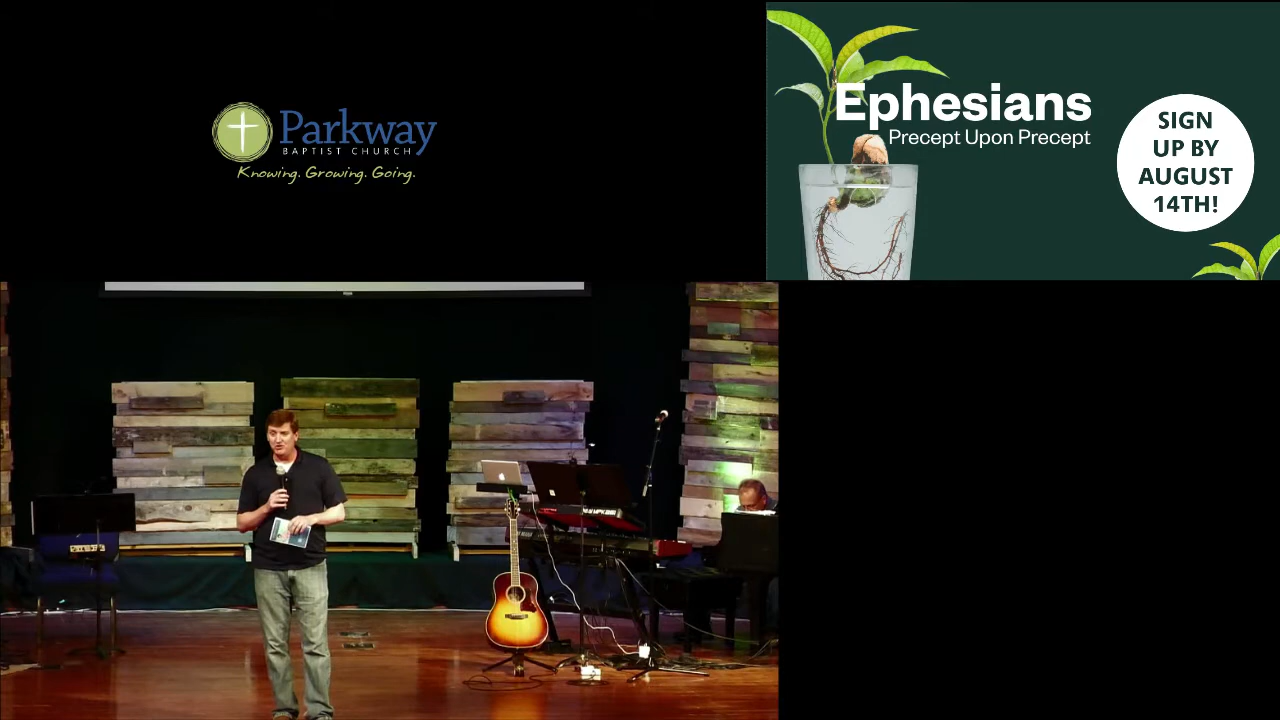 Parkway
BAPTIST CHURCH
Knowing. Growing. Going.
Ephesians
Precept Upon Precept
SIGN
UP BY
AUGUST
14TH!